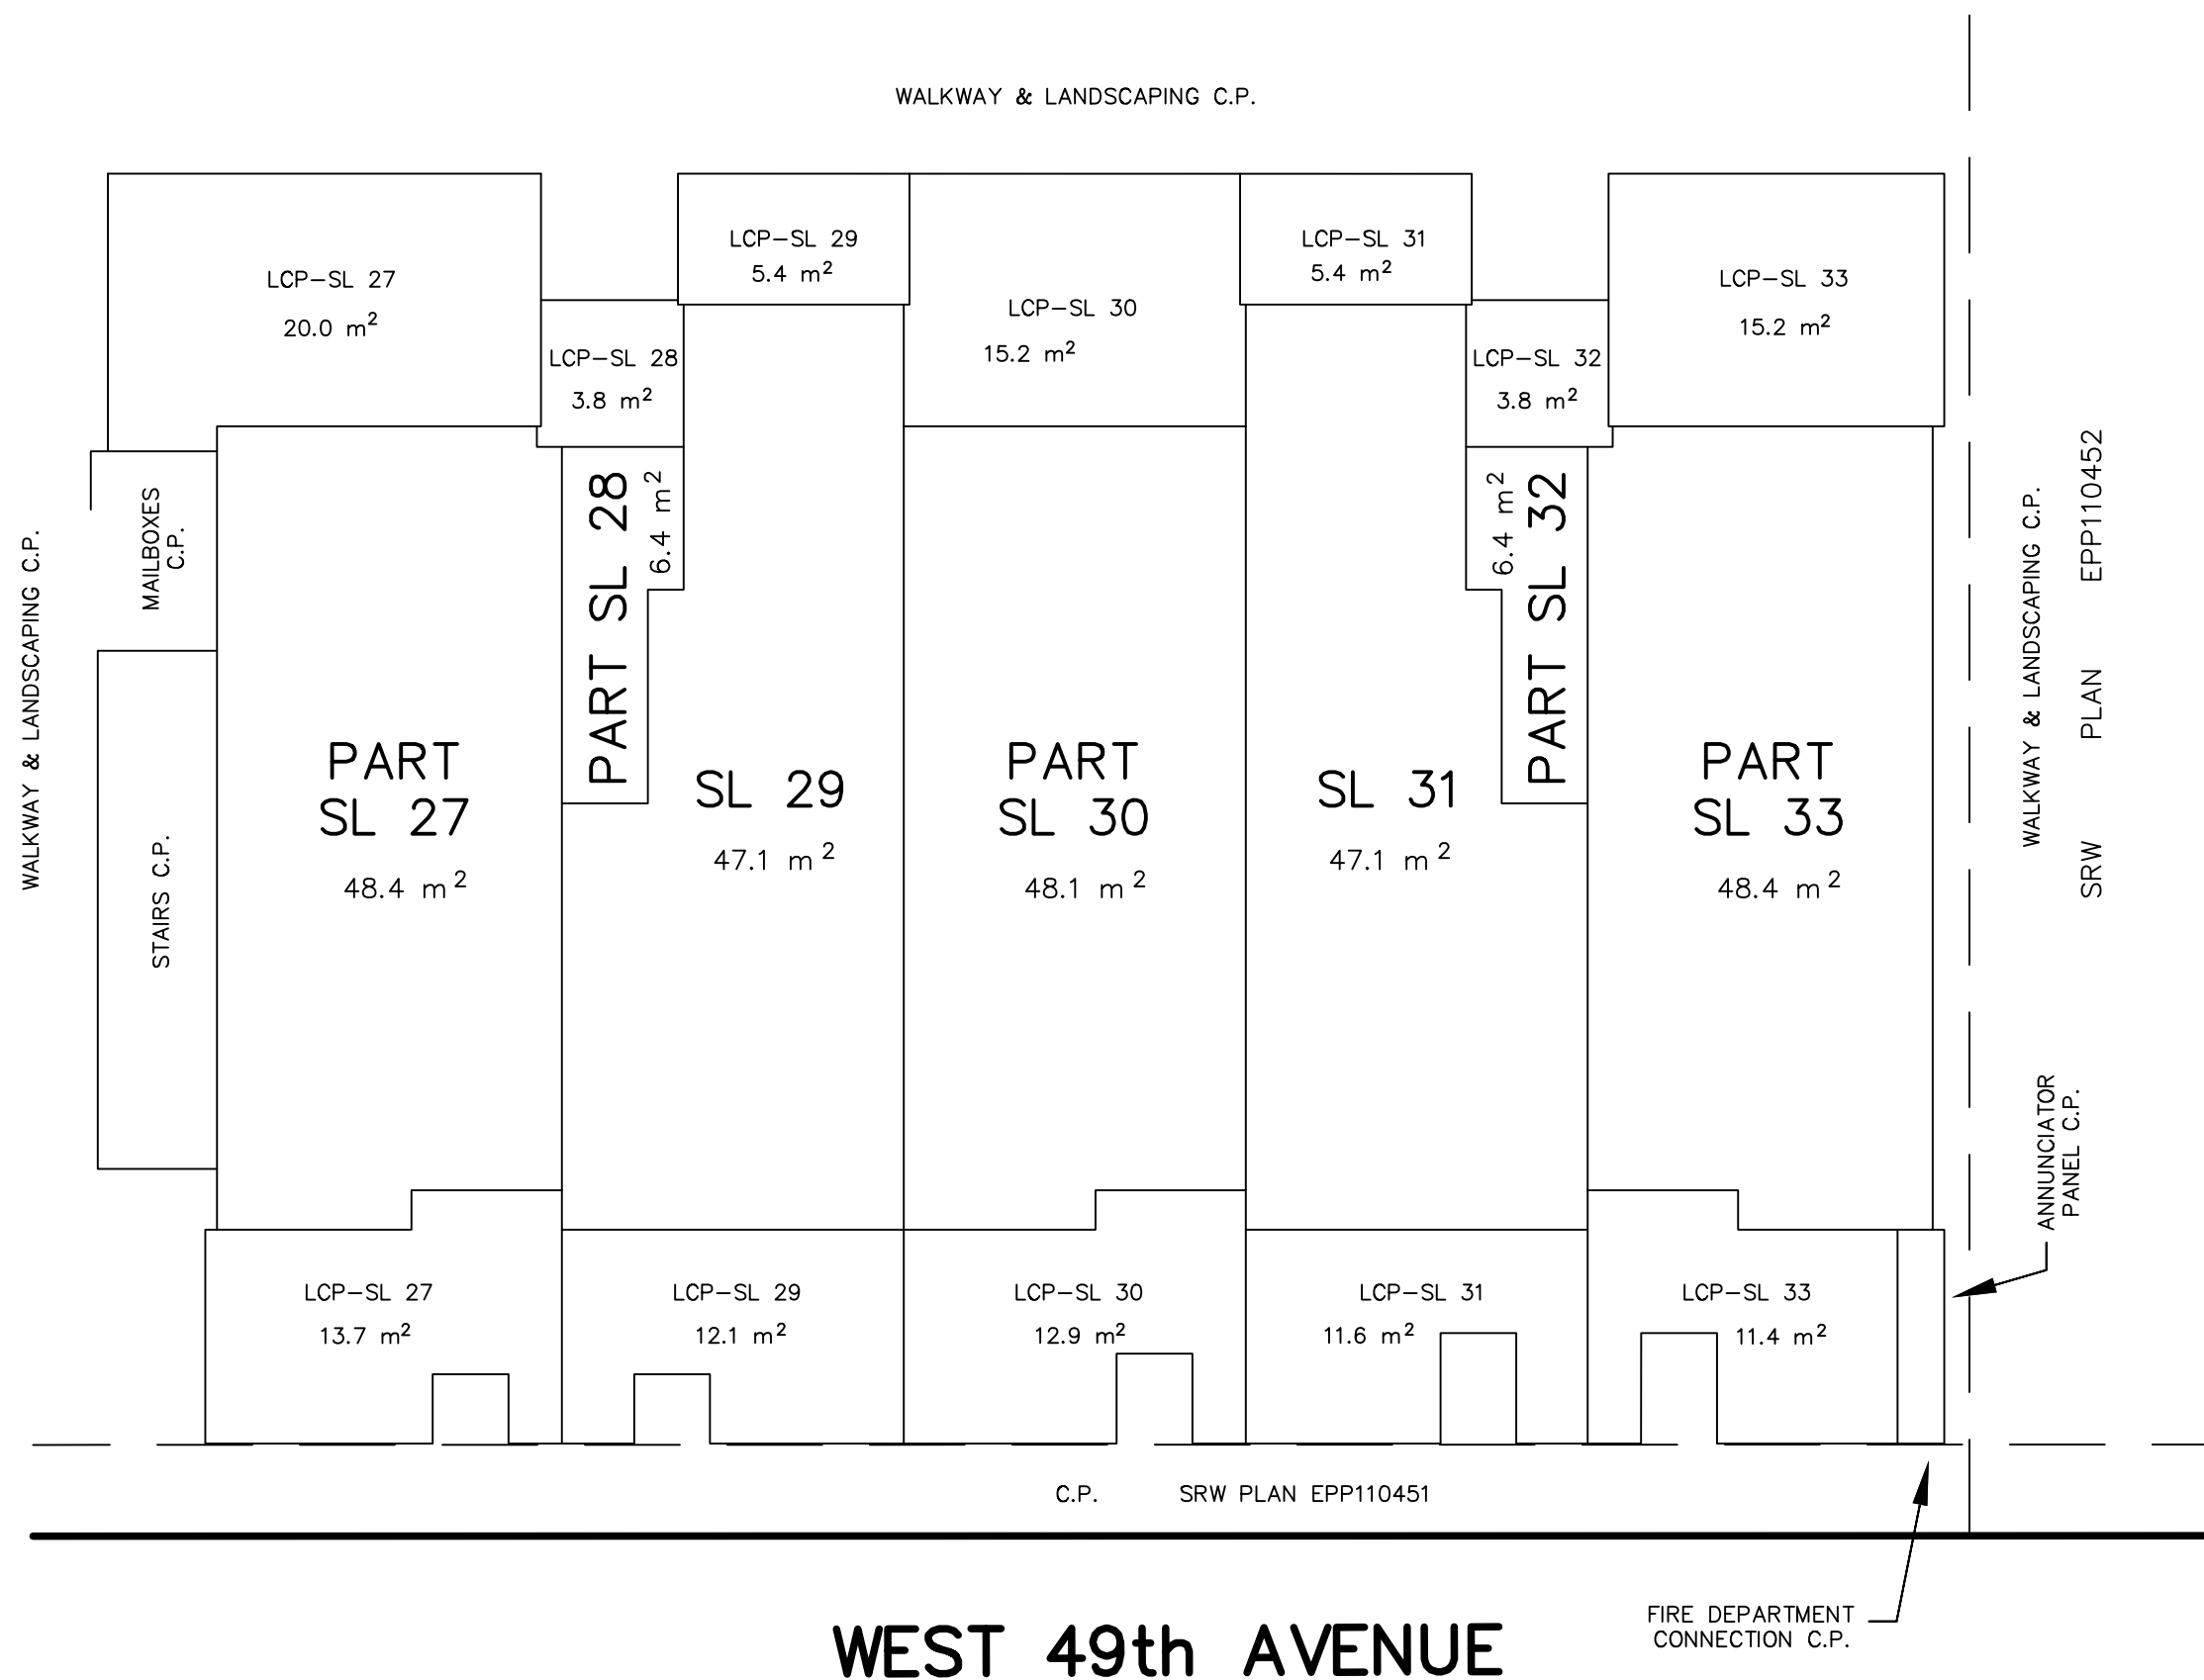 WALKWAY & LANDSCAPING C.P.
LCP-SL 27
20.0 m²
LCP-SL 28
3.8 m²
LCP-SL 29
5.4 m²
LCP-SL 30
15.2 m²
LCP-SL 31
5.4 m²
LCP-SL 32
3.8 m²
LCP-SL 33
15.2 m²
WALKWAY & LANDSCAPING C.P.
MAILBOXES
C.P.
STAIRS C.P.
PART
SL 27
48.4 m²
PART SL 28
6.4 m²
SL 29
47.1 m²
PART
SL 30
48.1 m²
SL 31
47.1 m²
6.4 m²
PART SL 32
PART
SL 33
48.4 m²
WALKWAY & LANDSCAPING C.P.
SRW PLAN EPP110452
ANNUNCIATOR
PANEL C.P.
LCP-SL 27
13.7 m²
LCP-SL 29
12.1 m²
LCP-SL 30
12.9 m²
LCP-SL 31
11.6 m²
LCP-SL 33
11.4 m²
C.P. SRW PLAN EPP110451
FIRE DEPARTMENT
CONNECTION C.P.
WEST 49th AVENUE